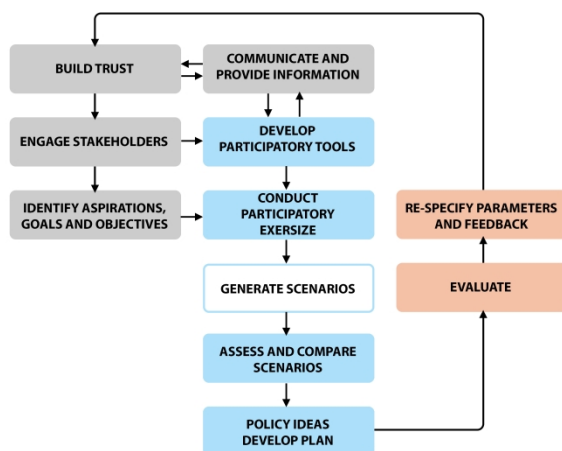 BUILD TRUST
COMMUNICATE AND
PROVIDE INFORMATION
ENGAGE STAKEHOLDERS
DEVELOP
PARTICIPATORY TOOLS
IDENTIFY ASPIRATIONS,
GOALS AND OBJECTIVES
CONDUCT
PARTICIPATORY
EXERSIZE
RE-SPECIFY PARAMETERS
AND FEEDBACK
GENERATE SCENARIOS
EVALUATE
ASSESS AND COMPARE
SCENARIOS
POLICY IDEAS
DEVELOP PLAN